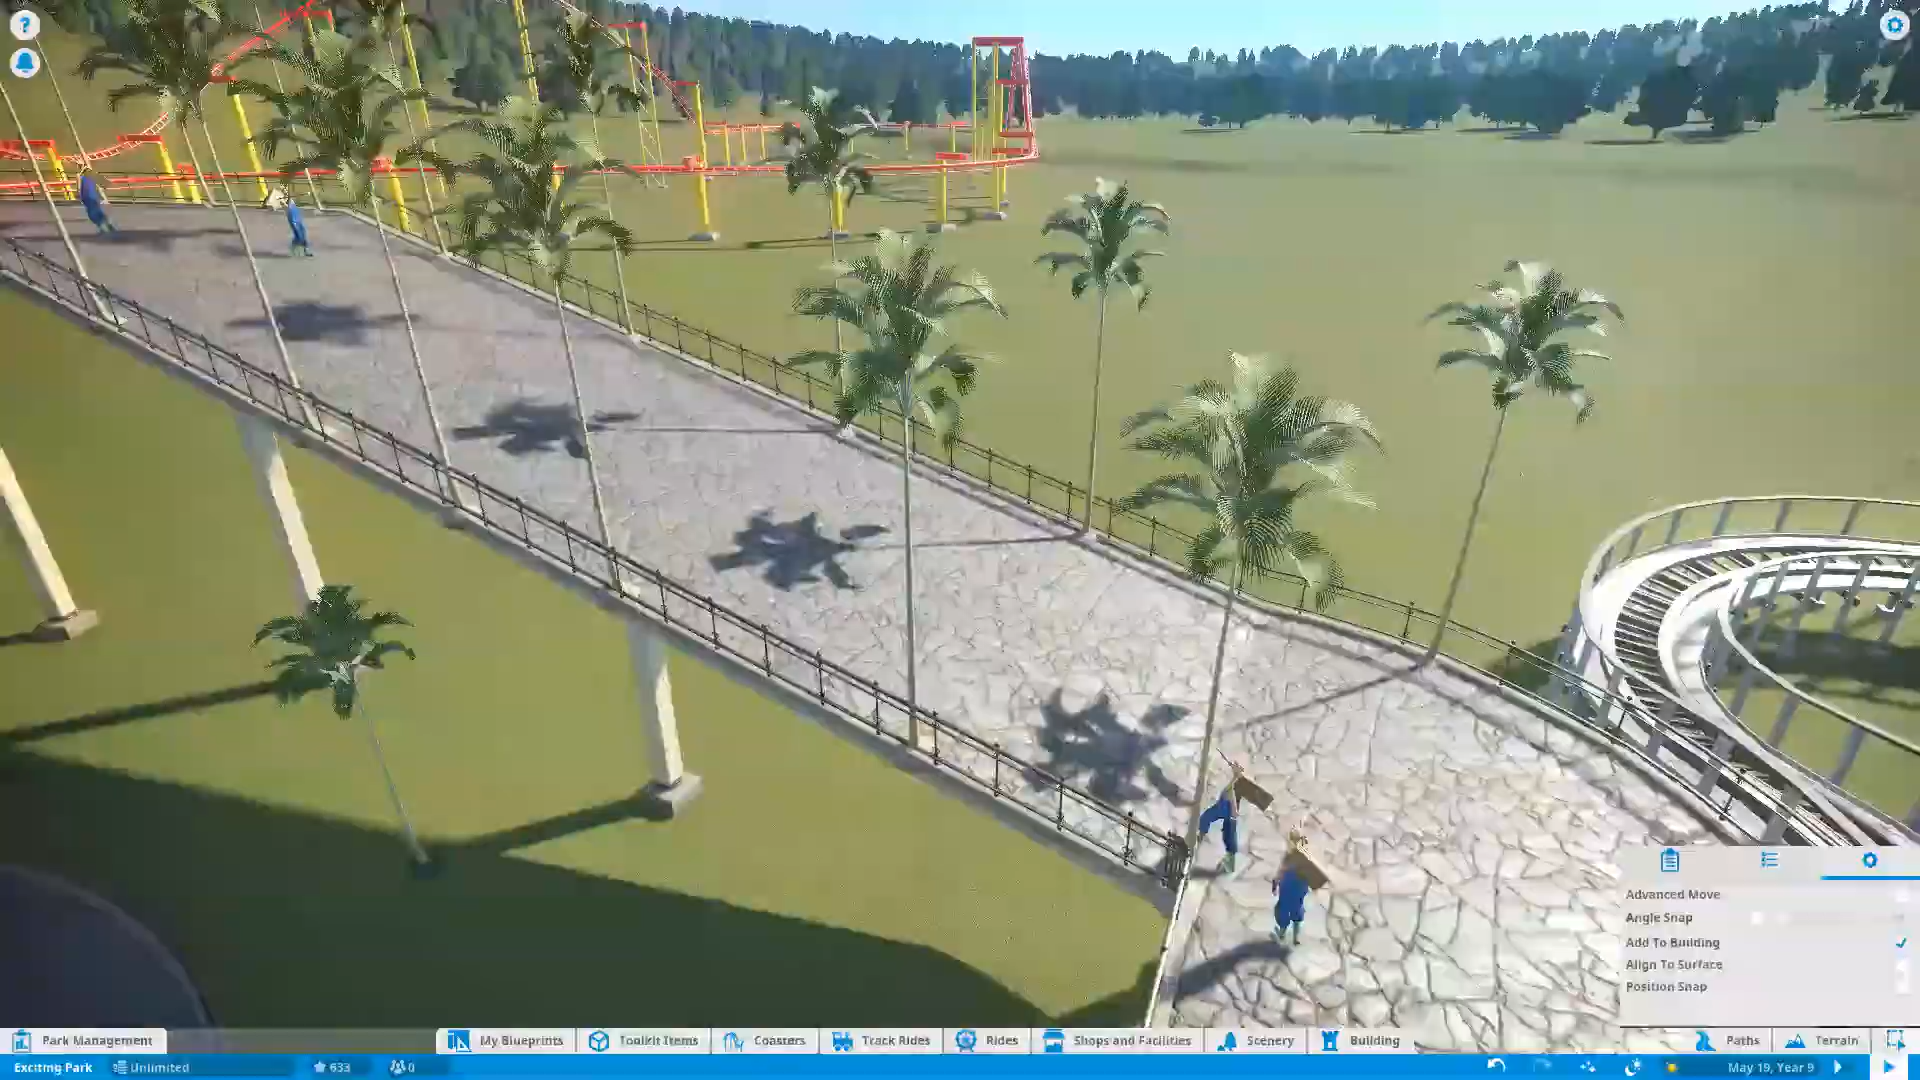 ?
Advanced Move
Angle Snap
Add To Building
Align To Surface
Position Snap
Park Management
My Blueprints
Toolkit Items
Coasters
Track Rides
Rides
Shops and Facilities
Scenery
Building
Paths
Terrain
Exciting Park
Unlimited
633
0
May 19, Year 9